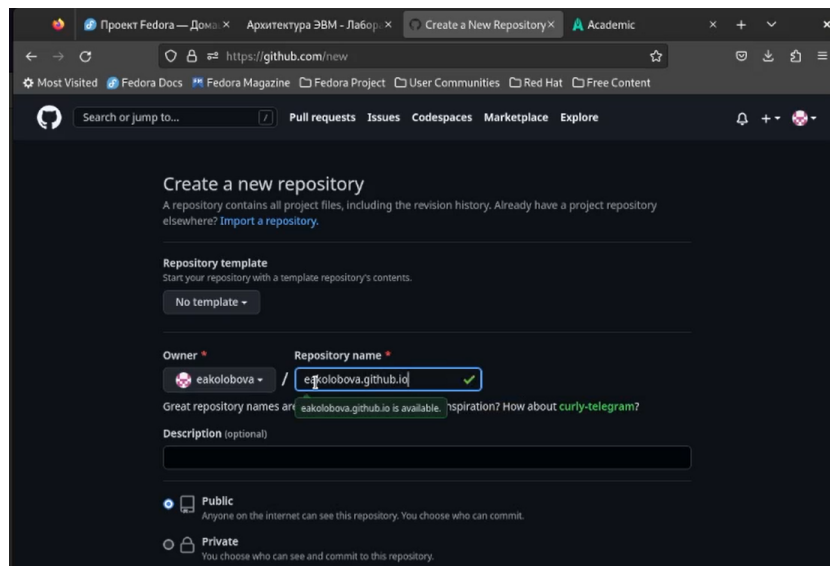 Проект Fedora — Дома
Архитектура ЭВМ - Лабор
Create a New Repository
Academic
https://github.com/new
Most Visited Fedora Docs Fedora Magazine Fedora Project User Communities Red Hat Free Content
Search or jump to... / Pull requests Issues Codespaces Marketplace Explore
Create a new repository
A repository contains all project files, including the revision history. Already have a project repository
elsewhere? Import a repository.
Repository template
Start your repository with a template repository's contents.
No template
Owner * Repository name *
eakolobova / eakolobova.github.io
Great repository names are nspiration? How about curly-telegram?
eakolobova.github.io is available.
Description (optional)
Public
Anyone on the internet can see this repository. You choose who can commit.
Private
You choose who can see and commit to this repository.